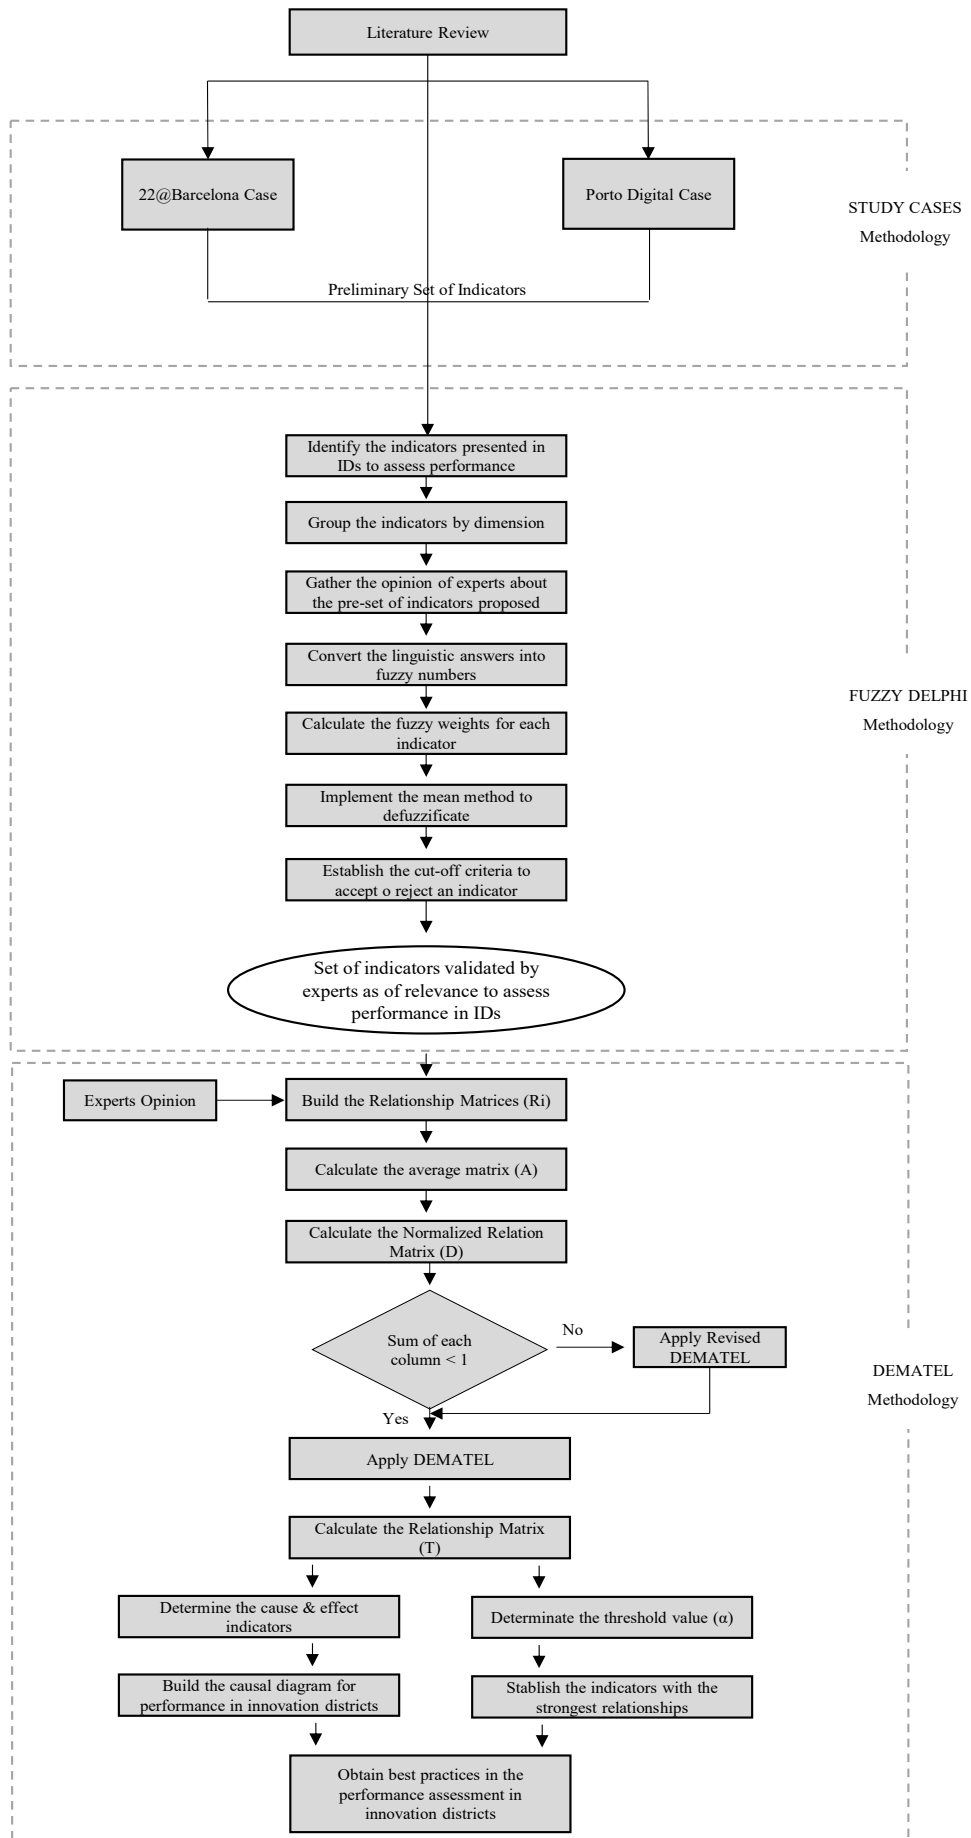 Literature Review
22@Barcelona Case
Porto Digital Case
STUDY CASES
Methodology
Preliminary Set of Indicators
Identify the indicators presented in
IDs to assess performance
Group the indicators by dimension
Gather the opinion of experts about
the pre-set of indicators proposed
Convert the linguistic answers into
fuzzy numbers
FUZZY DELPHI
Methodology
Calculate the fuzzy weights for each
indicator
Implement the mean method to
defuzzificate
Establish the cut-off criteria to
accept o reject an indicator
Set of indicators validated by
experts as of relevance to assess
performance in IDs
Experts Opinion
Build the Relationship Matrices (Ri)
Calculate the average matrix (A)
Calculate the Normalized Relation
Matrix (D)
Sum of each
column < 1
No
Apply Revised
DEMATEL
DEMATEL
Methodology
Yes
Apply DEMATEL
Calculate the Relationship Matrix
(T)
Determine the cause & effect
indicators
Determinate the threshold value (α)
Build the causal diagram for
performance in innovation districts
Stablish the indicators with the
strongest relationships
Obtain best practices in the
performance assessment in
innovation districts